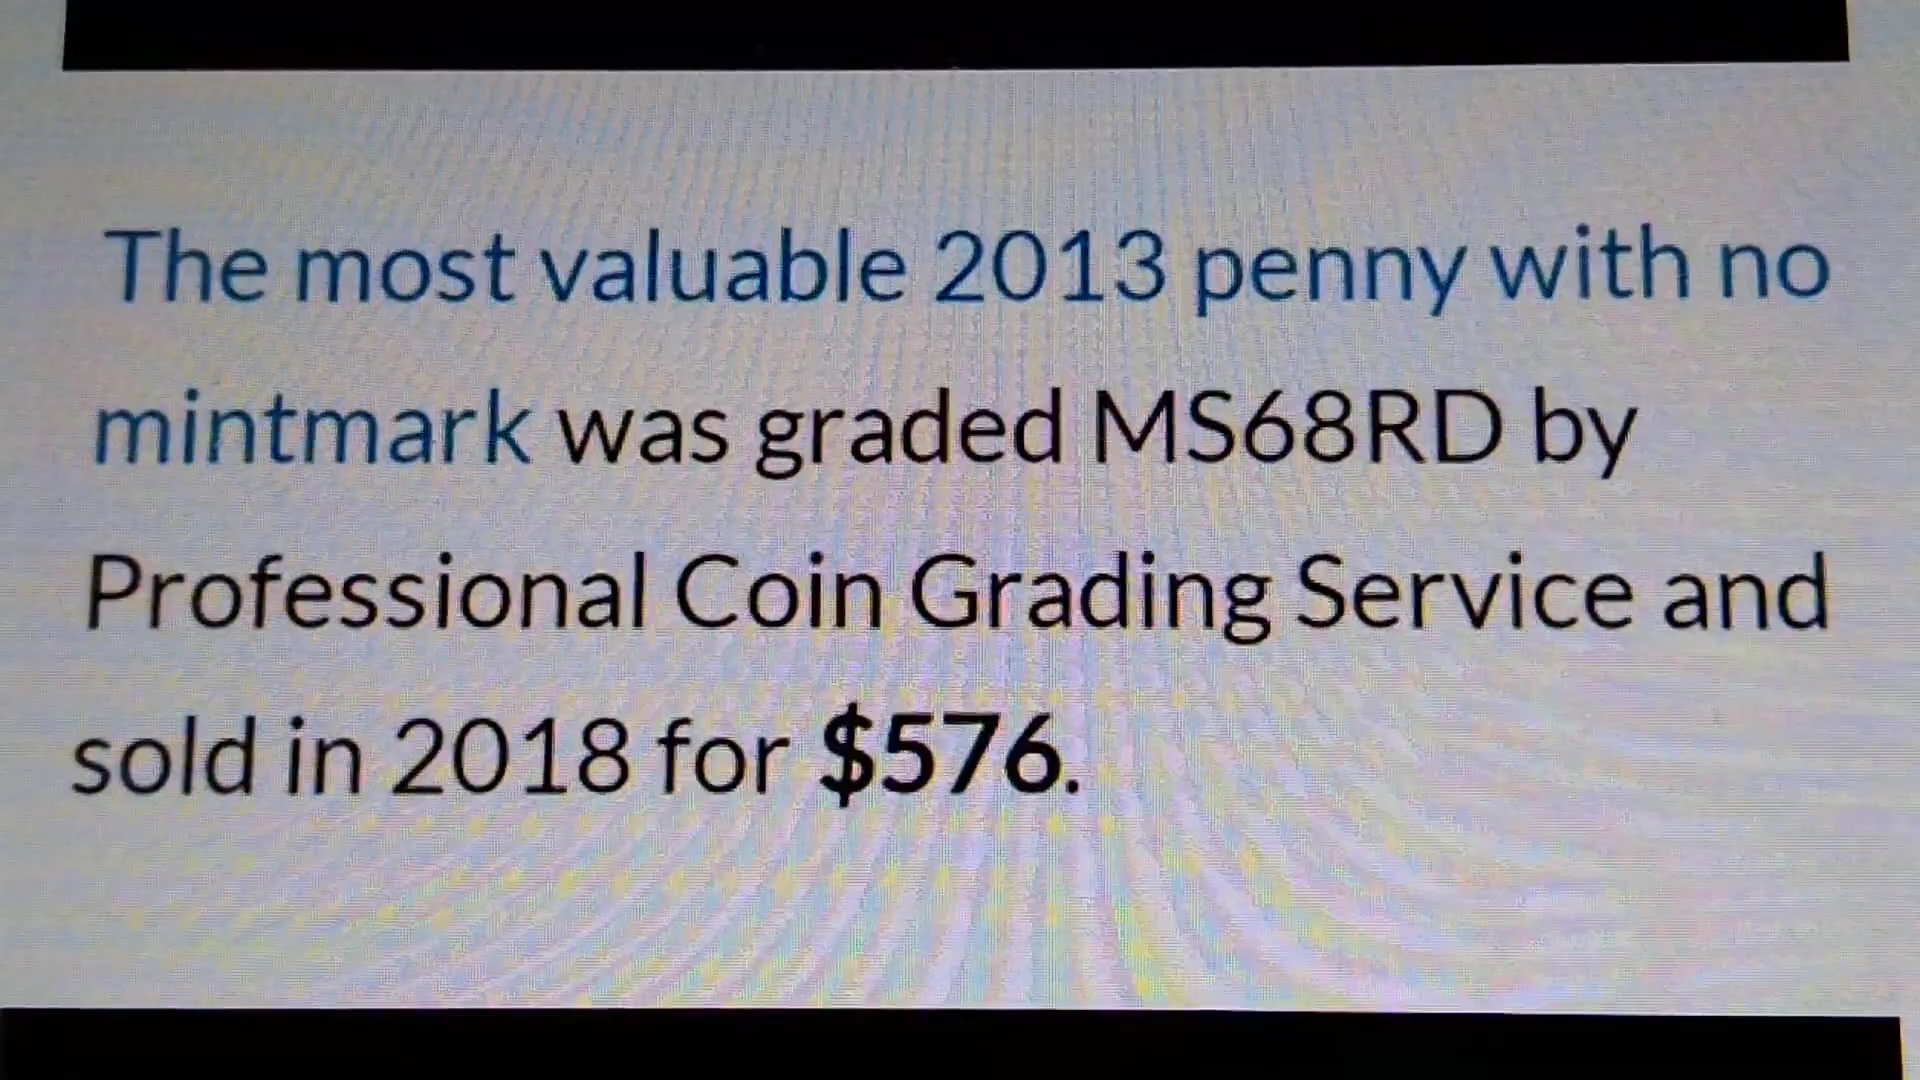 The most valuable 2013 penny with no
mintmark was graded MS68RD by
Professional Coin Grading Service and
sold in 2018 for $576.